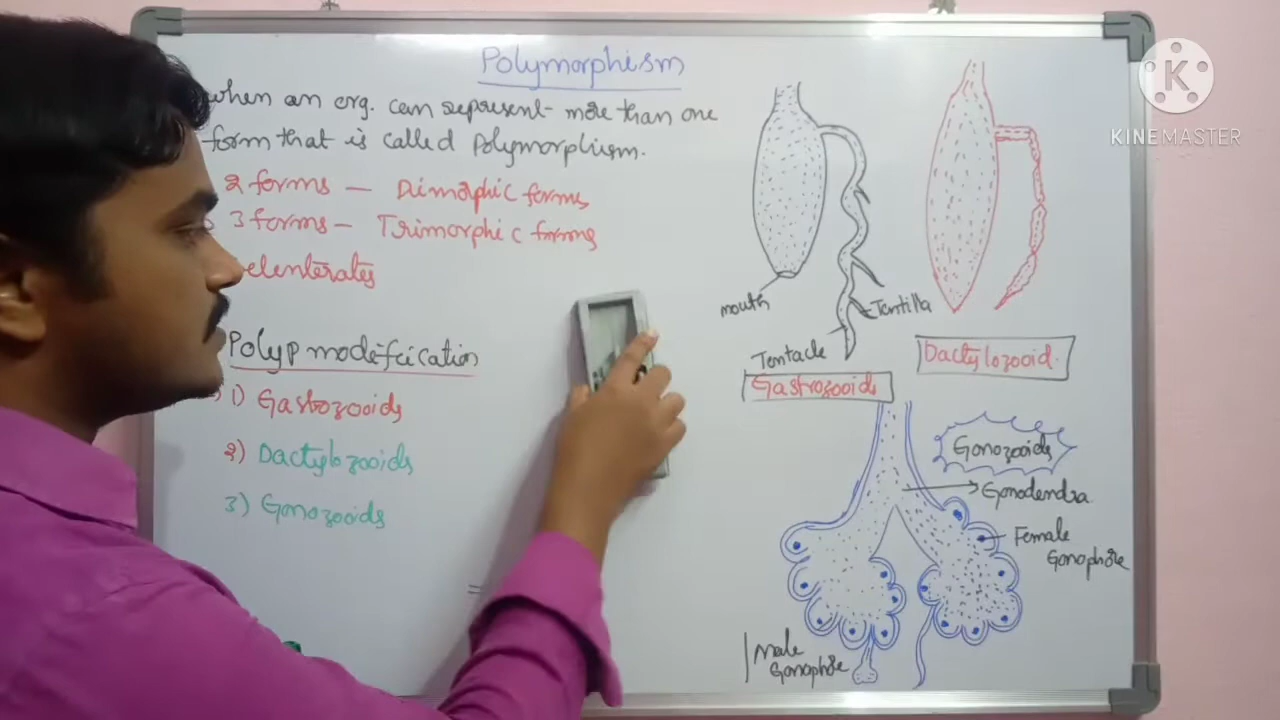 Polymorphism
when an org. can represent more than one
form that is called Polymorphism.
2 forms — Dimorphic forms
3 forms — Trimorphic forms
elenterates
Polyp modification
1) Gastrozooids
2) Dactylozooids
3) Gonozooids
mouth
Tentilla
Tentacle
Gastrozooids
Dactylozooid.
Gonozooids
Gonodendra
Female
Gonophore
Male
Gonophore
K
KINEMASTER